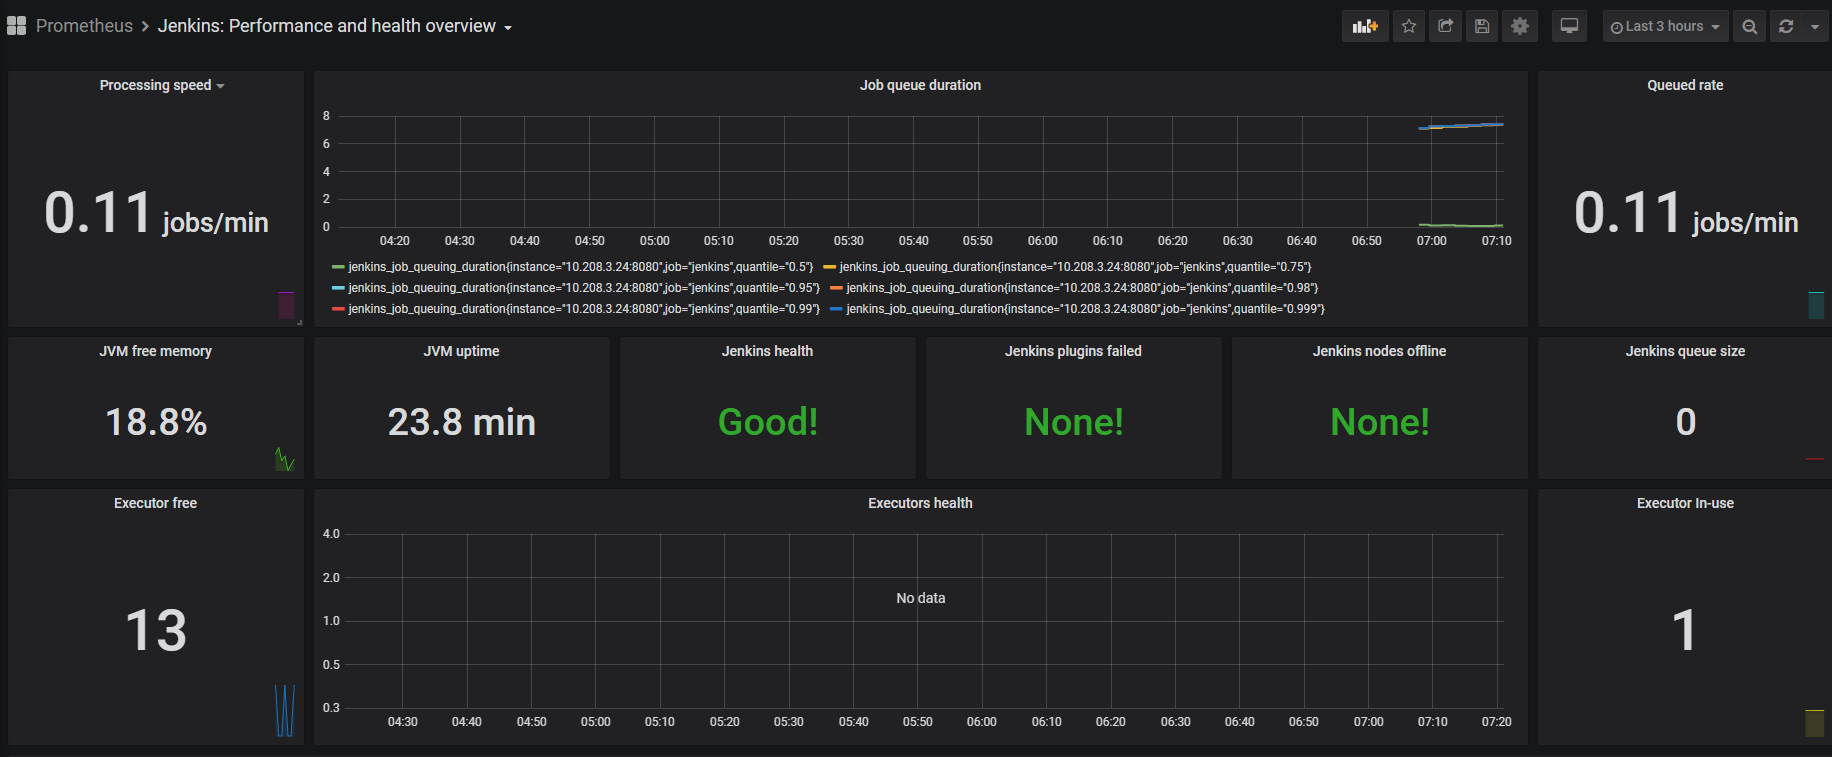 Prometheus > Jenkins: Performance and health overview
Last 3 hours
Processing speed
0.11 jobs/min
Job queue duration
8
6
4
2
0
04:20 04:30 04:40 04:50 05:00 05:10 05:20 05:30 05:40 05:50 06:00 06:10 06:20 06:30 06:40 06:50 07:00 07:10
jenkins_job_queuing_duration{instance="10.208.3.24:8080",job="jenkins",quantile="0.5"} jenkins_job_queuing_duration{instance="10.208.3.24:8080",job="jenkins",quantile="0.75"}
jenkins_job_queuing_duration{instance="10.208.3.24:8080",job="jenkins",quantile="0.95"} jenkins_job_queuing_duration{instance="10.208.3.24:8080",job="jenkins",quantile="0.98"}
jenkins_job_queuing_duration{instance="10.208.3.24:8080",job="jenkins",quantile="0.99"} jenkins_job_queuing_duration{instance="10.208.3.24:8080",job="jenkins",quantile="0.999"}
Queued rate
0.11 jobs/min
JVM free memory
18.8%
JVM uptime
23.8 min
Jenkins health
Good!
Jenkins plugins failed
None!
Jenkins nodes offline
None!
Jenkins queue size
0
Executor free
13
Executors health
4.0
2.0
1.0
0.5
0.3
No data
04:30 04:40 04:50 05:00 05:10 05:20 05:30 05:40 05:50 06:00 06:10 06:20 06:30 06:40 06:50 07:00 07:10 07:20
Executor In-use
1